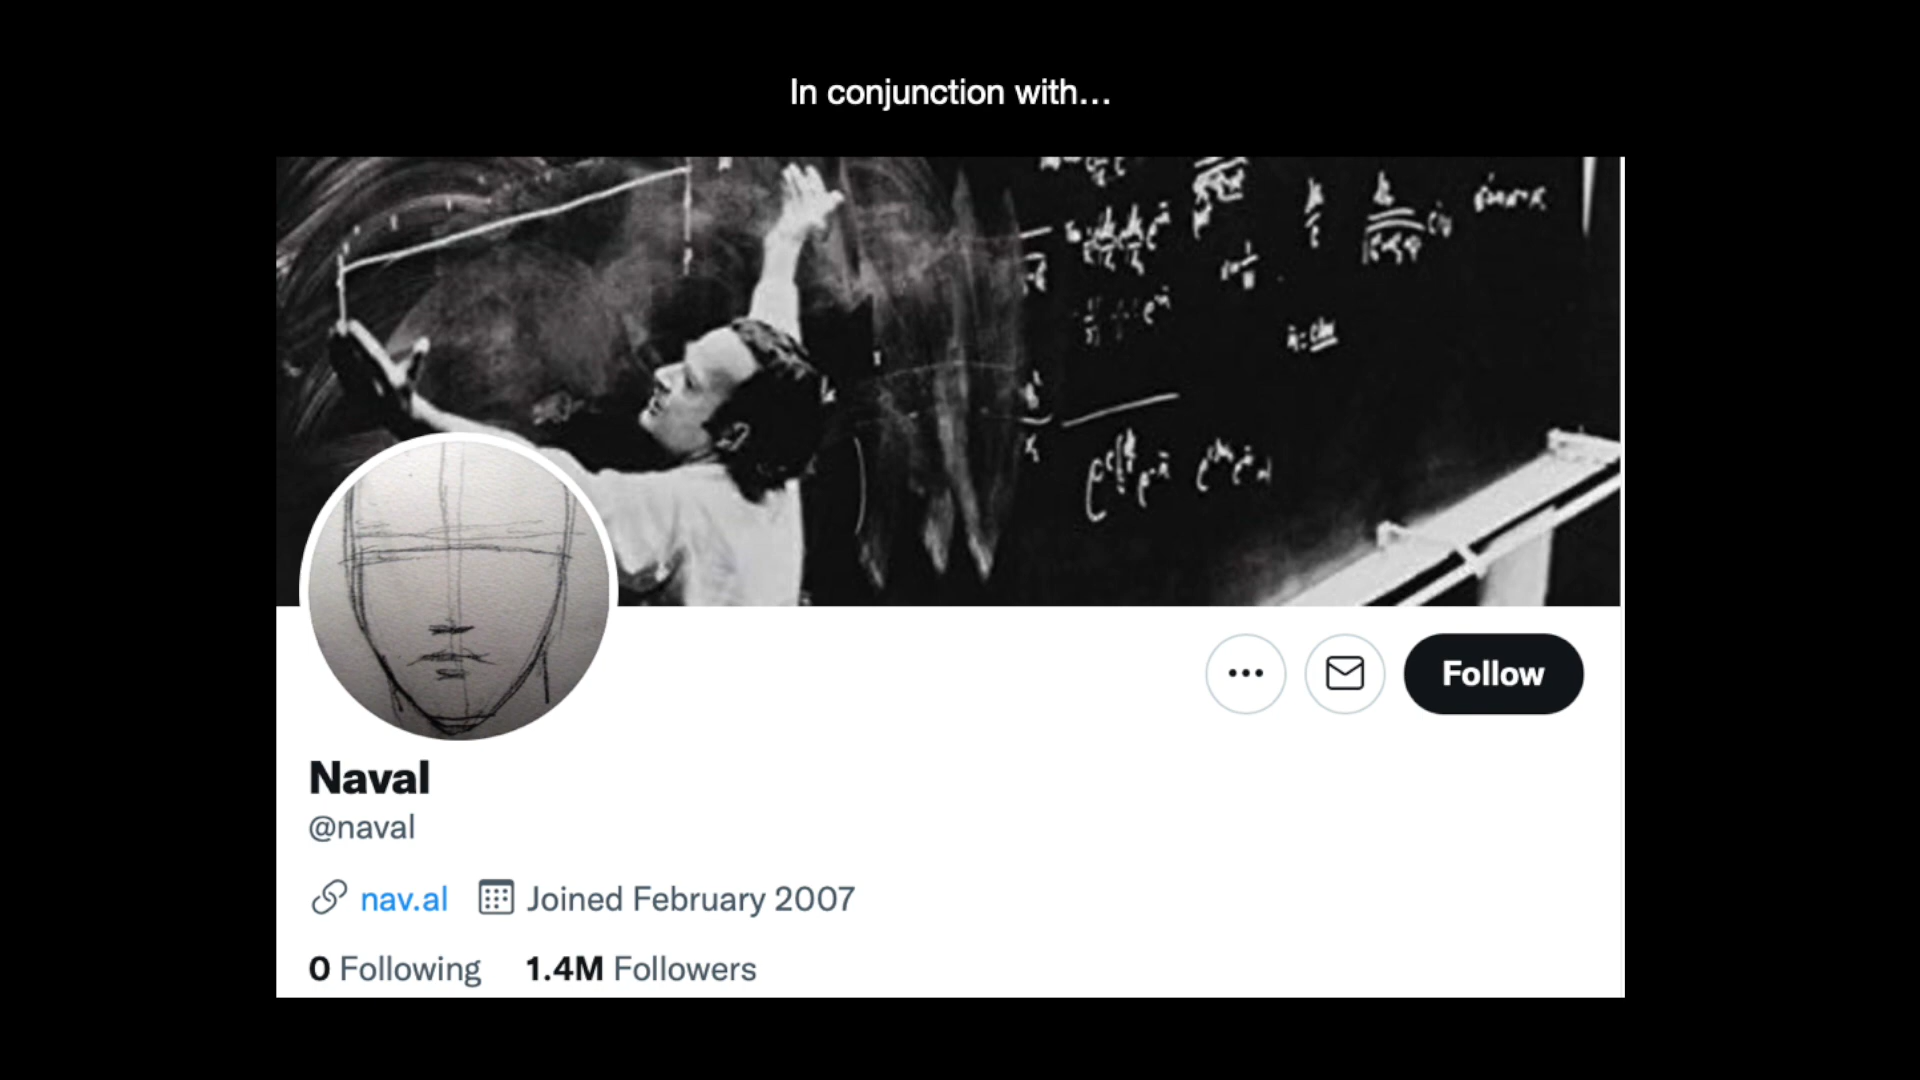 In conjunction with...
Follow
Naval
@naval
nav.al Joined February 2007
0 Following 1.4M Followers